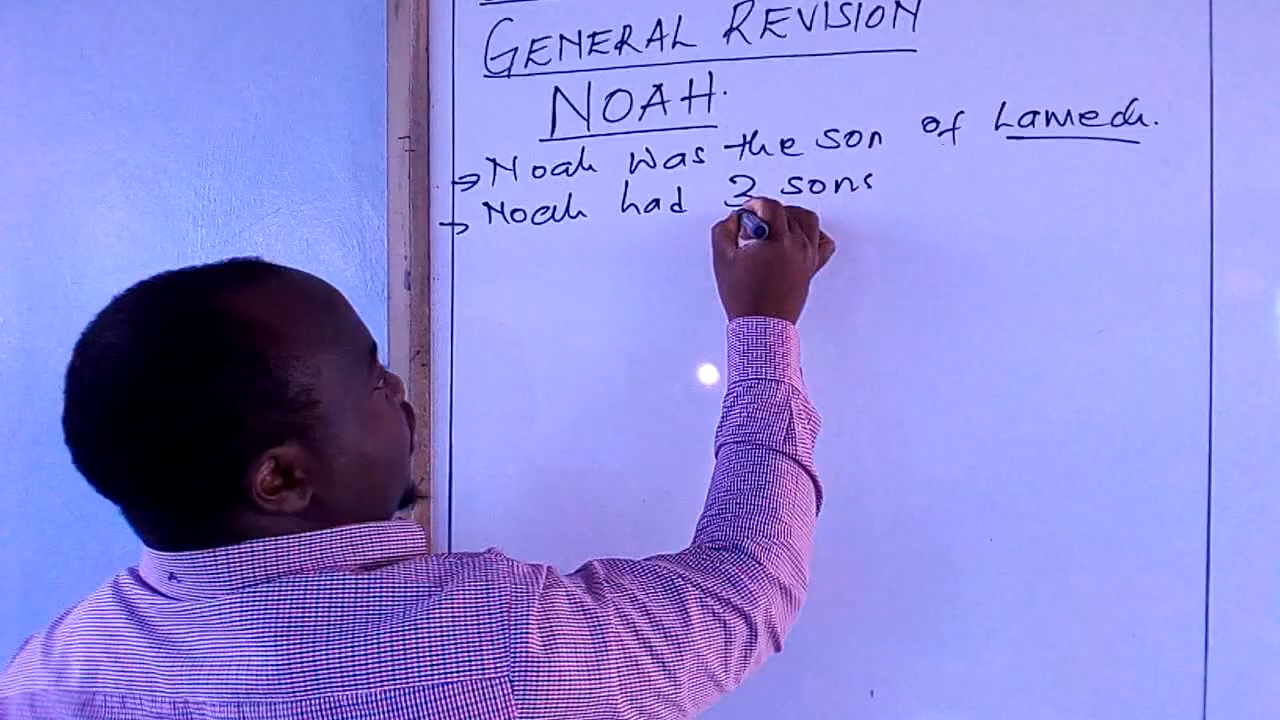 GENERAL REVISION
NOAH.
→ Noah was the son of Lamech.
→ Noah had 3 sons